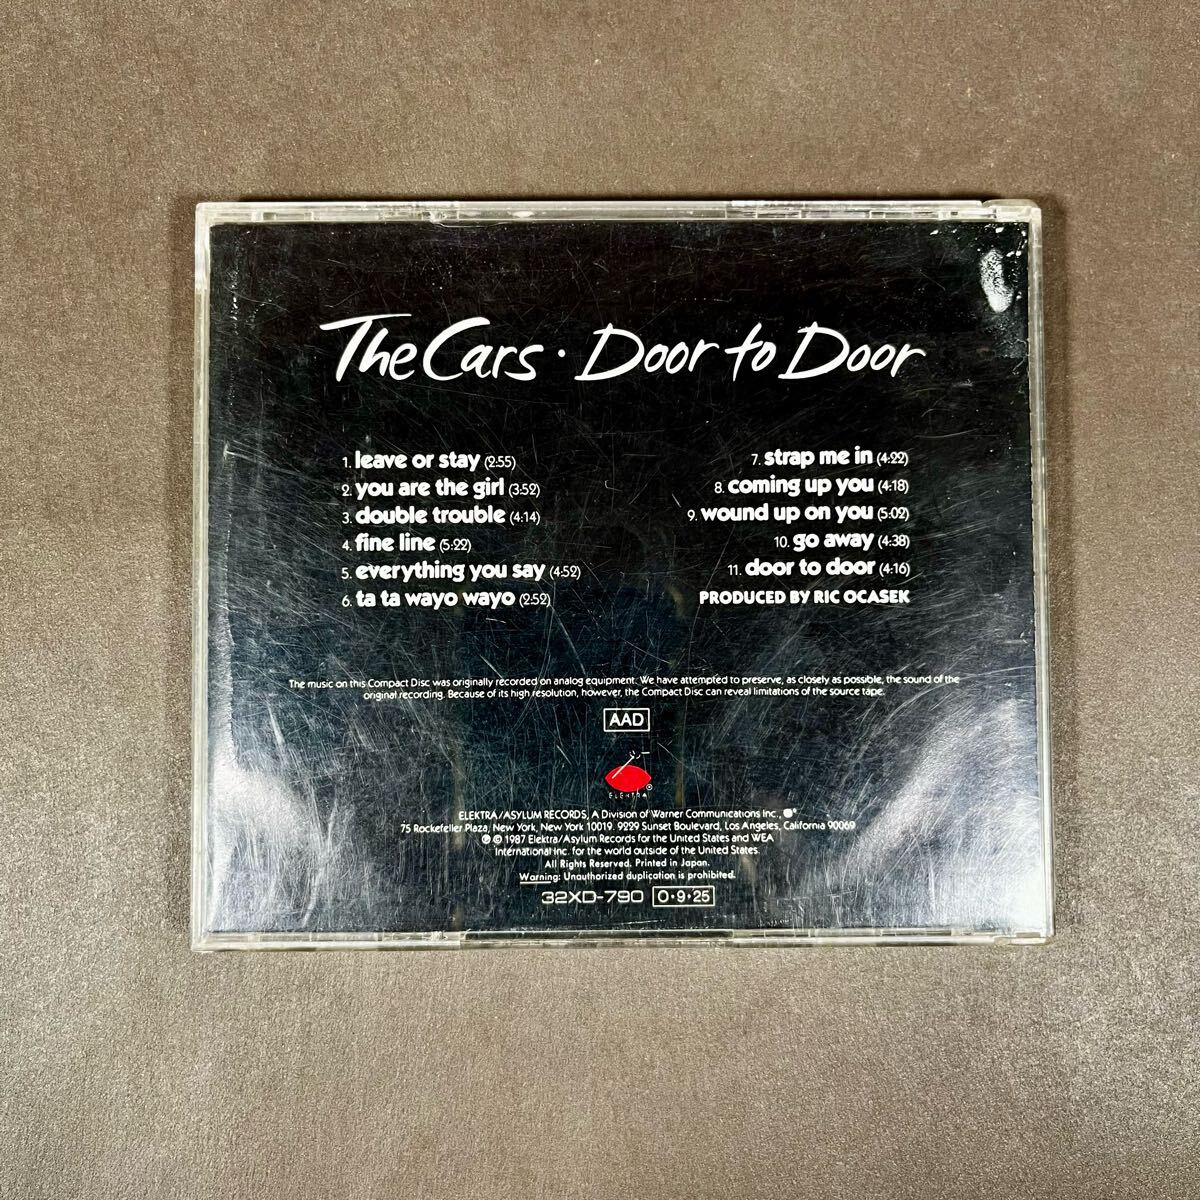 The Cars · Door to Door
1. leave or stay (2:55)
2. you are the girl (3:52)
3. double trouble (4:14)
4. fine line (5:22)
5. everything you say (4:52)
6. ta ta wayo wayo (2:52)
7. strap me in (4:22)
8. coming up you (4:18)
9. wound up on you (5:02)
10. go away (4:38)
11. door to door (4:16)
PRODUCED BY RIC OCASEK
The music on this Compact Disc was originally recorded on analog equipment. We have attempted to preserve, as closely as possible, the sound of the
original recording. Because of its high resolution, however, the Compact Disc can reveal limitations of the source tape.
AAD
ELEKTRA ®
ELEKTRA/ASYLUM RECORDS, A Division of Warner Communications Inc.,
75 Rockefeller Plaza, New York, New York 10019. 9229 Sunset Boulevard, Los Angeles, California 90069
℗ © 1987 Elektra/Asylum Records for the United States and WEA
International Inc. for the world outside of the United States.
All Rights Reserved. Printed in Japan.
Warning: Unauthorized duplication is prohibited.
32XD-790 O·9·25